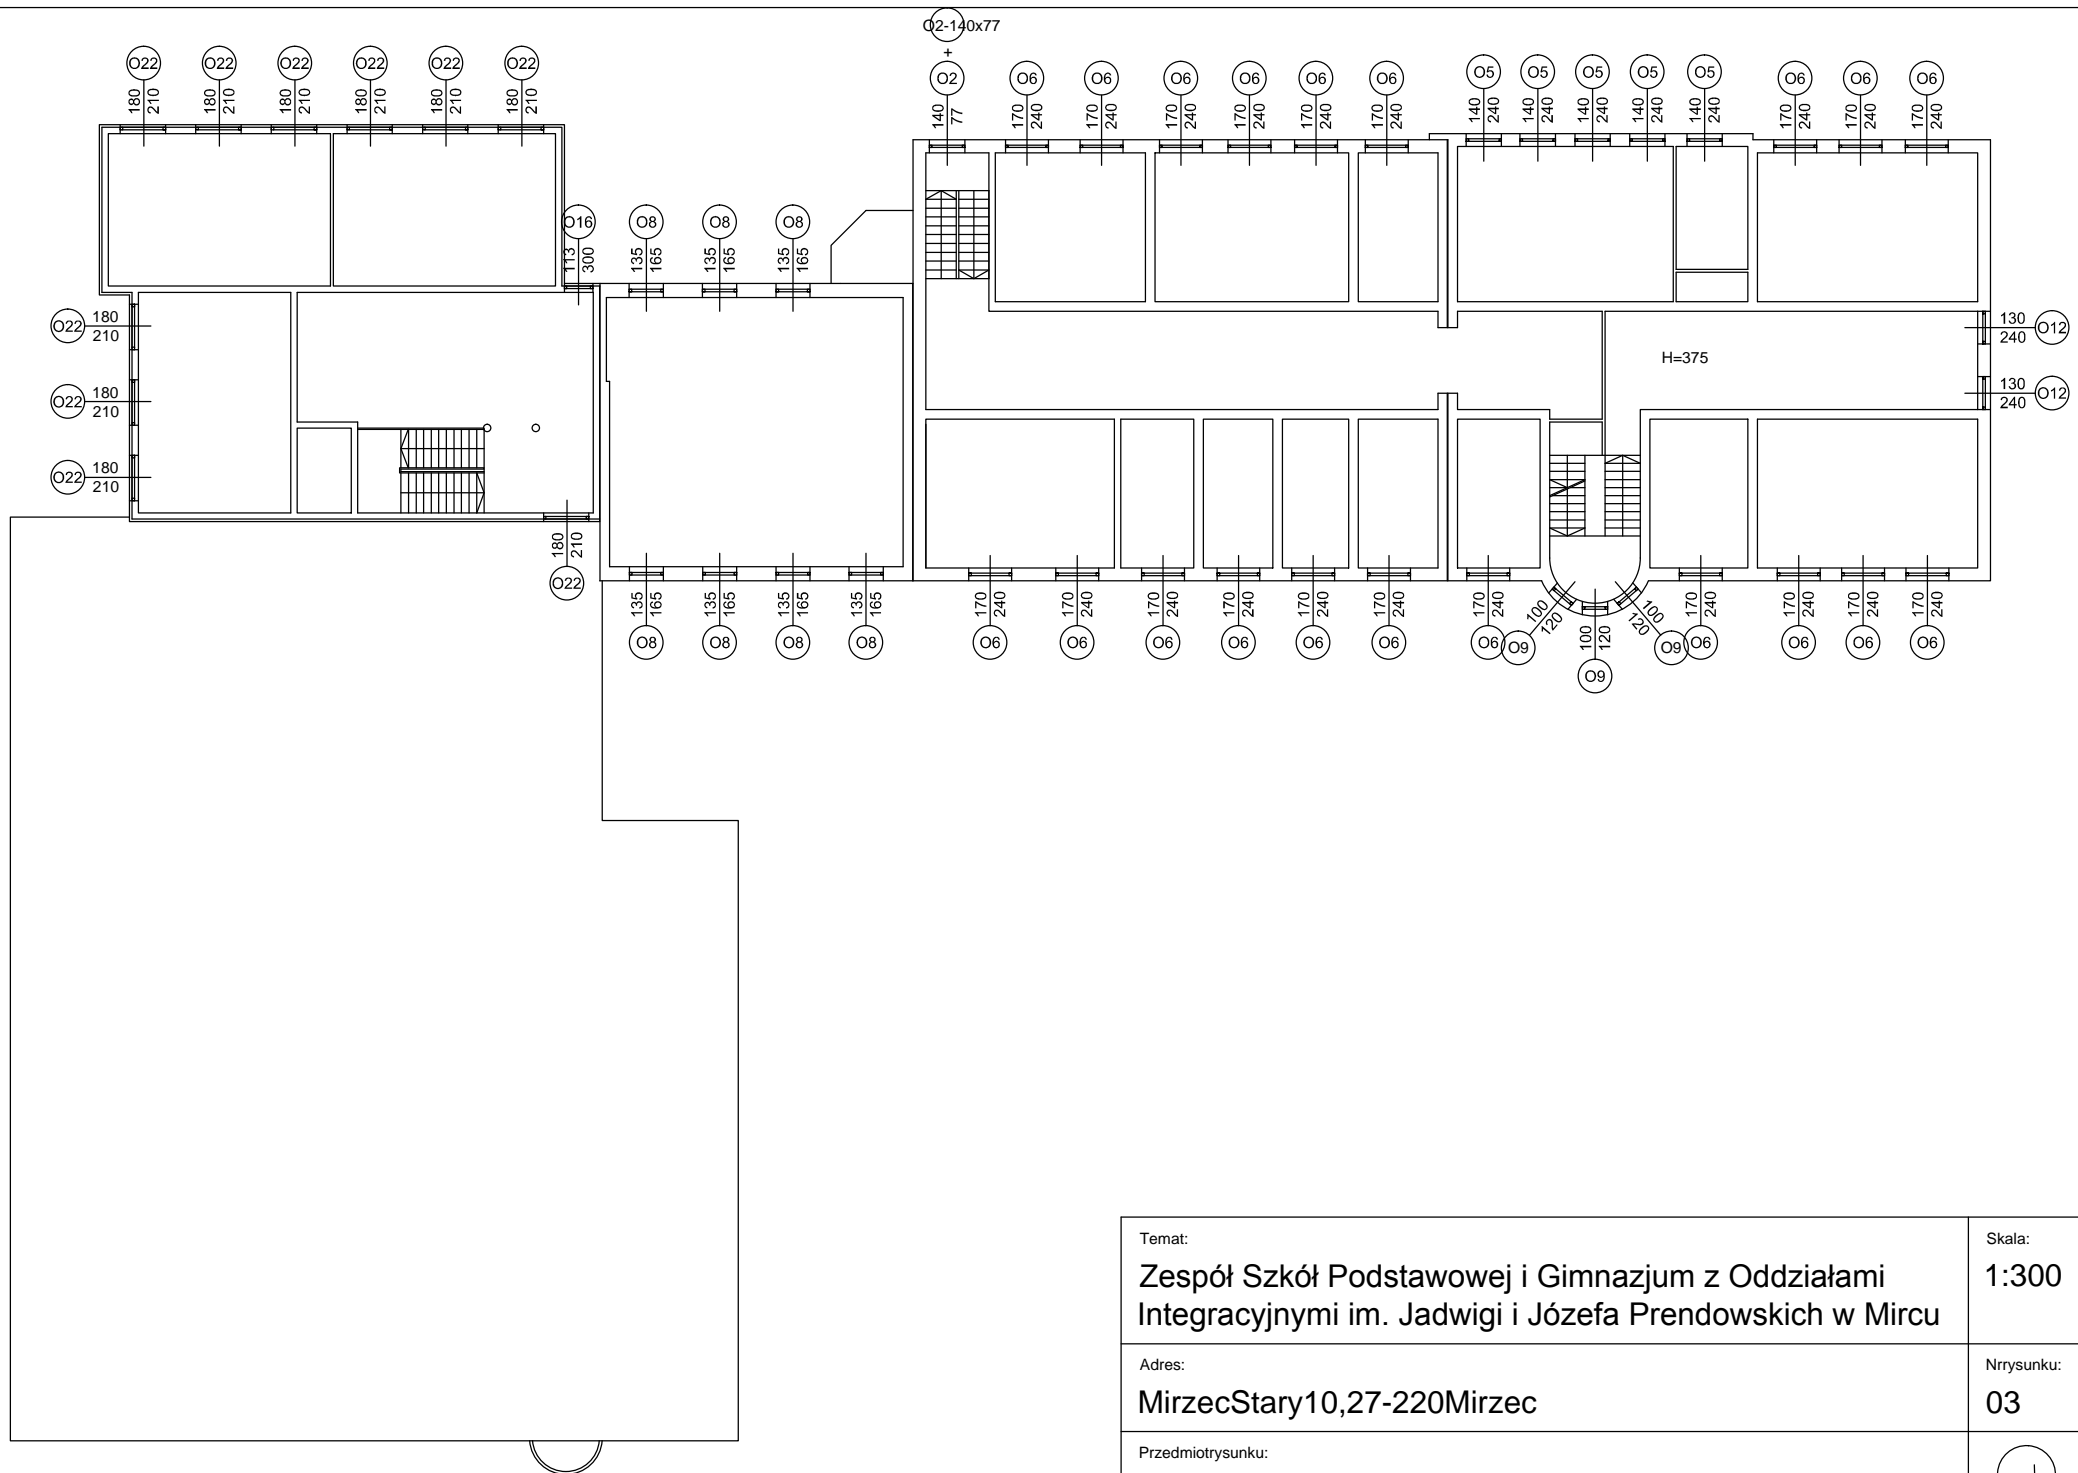 O2-140x77
+
O22 O22 O22 O22 O22 O22 O2 O6 O6 O6 O6 O6 O6 O5 O5 O5 O5 O5 O6 O6 O6
180 210 180 210 180 210 180 210 180 210 180 210 140 77 170 240 170 240 170 240 170 240 170 240 170 240 140 240 140 240 140 240 140 240 140 240 170 240 170 240 170 240
O16 O8 O8 O8
113 300 135 165 135 165 135 165
O22 180 210
130 240 O12
H=375
O22 180 210
130 240 O12
O22 180 210
180 210
O22
135 165 135 165 135 165 135 165 170 240 170 240 170 240 170 240 170 240 170 240 170 240 100 120 100 120 100 120 170 240 170 240 170 240 170 240
O8 O8 O8 O8 O6 O6 O6 O6 O6 O6 O6 O9 O9 O9 O6 O6 O6 O6
Temat:
Zespół Szkół Podstawowej i Gimnazjum z Oddziałami
Integracyjnymi im. Jadwigi i Józefa Prendowskich w Mircu
Skala:
1:300
Adres:
MirzecStary10,27-220Mirzec
Nrrysunku:
03
Przedmiotrysunku: